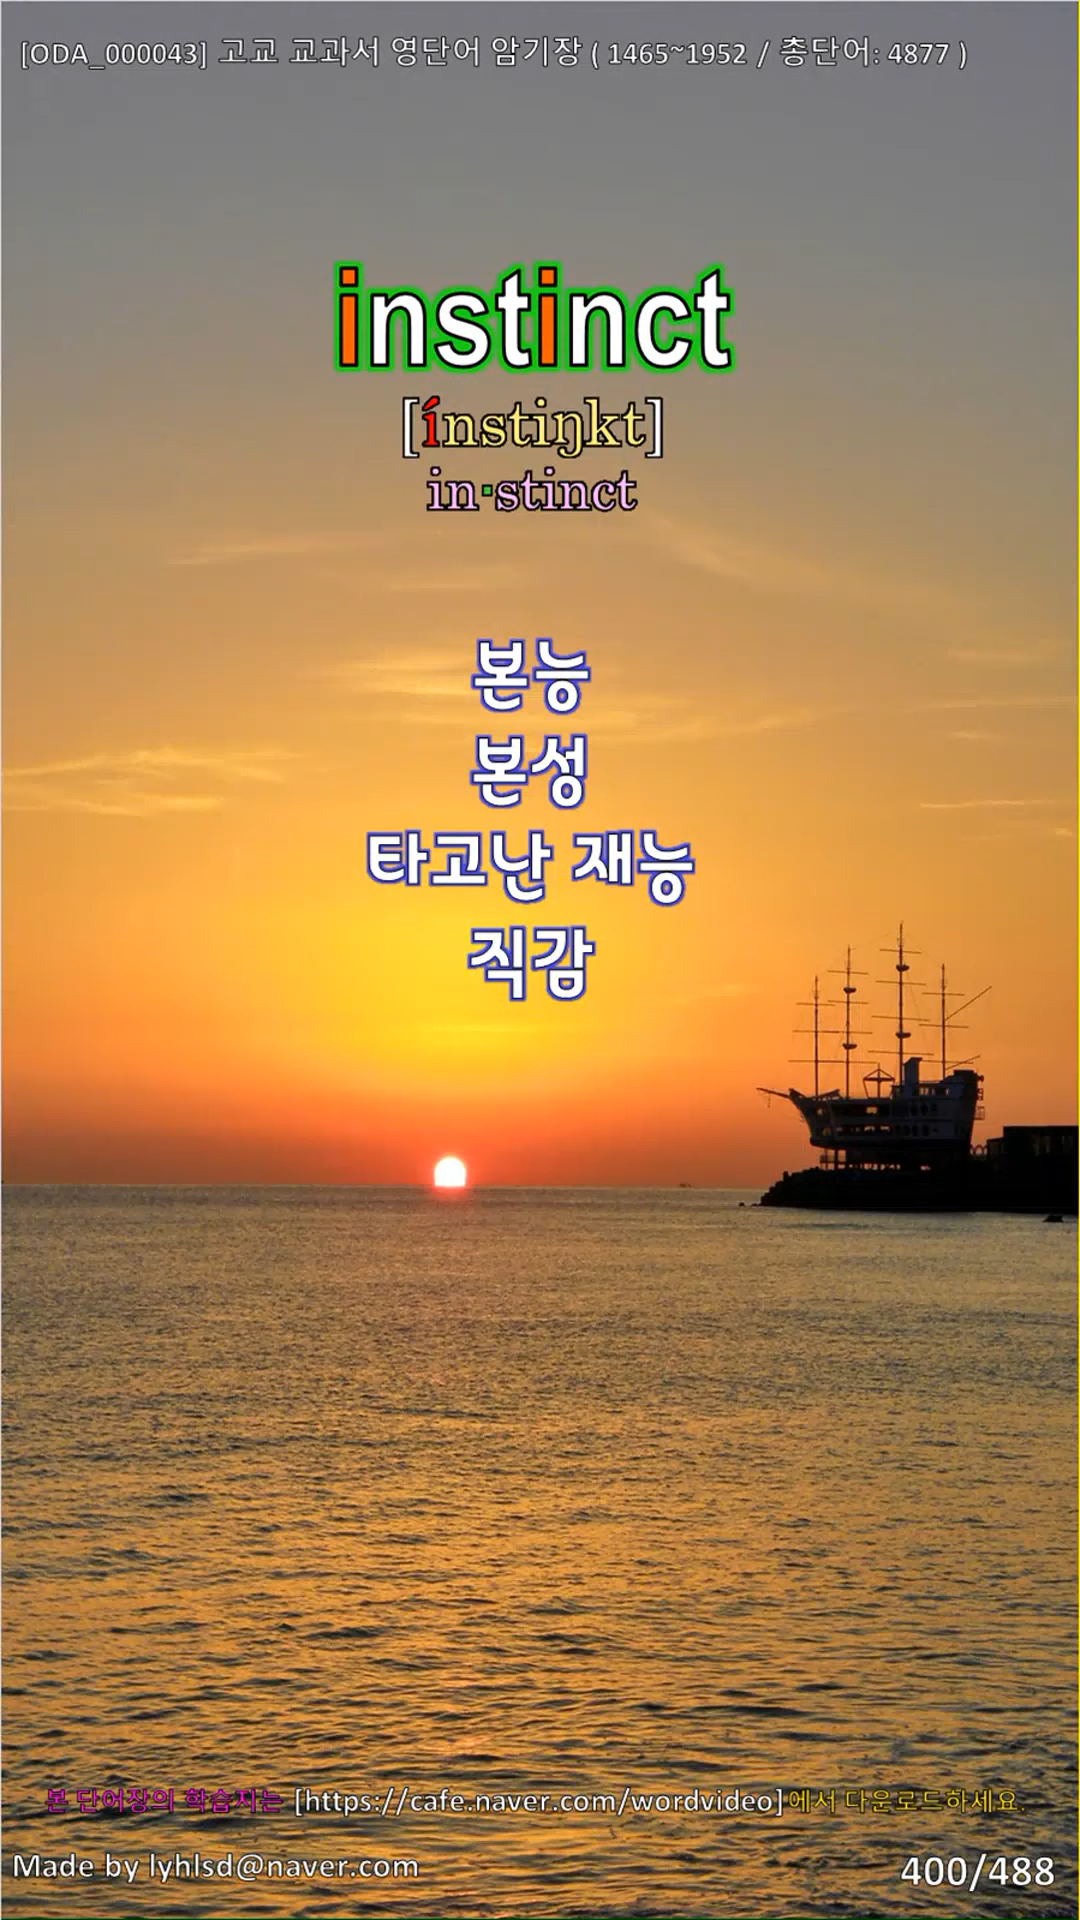 [ODA_000043] 고교 교과서 영단어 암기장 ( 1465~1952 / 총단어: 4877 )
instinct
[ínstiŋkt]
in·stinct
본능
본성
타고난 재능
직감
본 단어장의 학습지는 [https://cafe.naver.com/wordvideo]에서 다운로드하세요.
Made by lyhlsd@naver.com
400/488